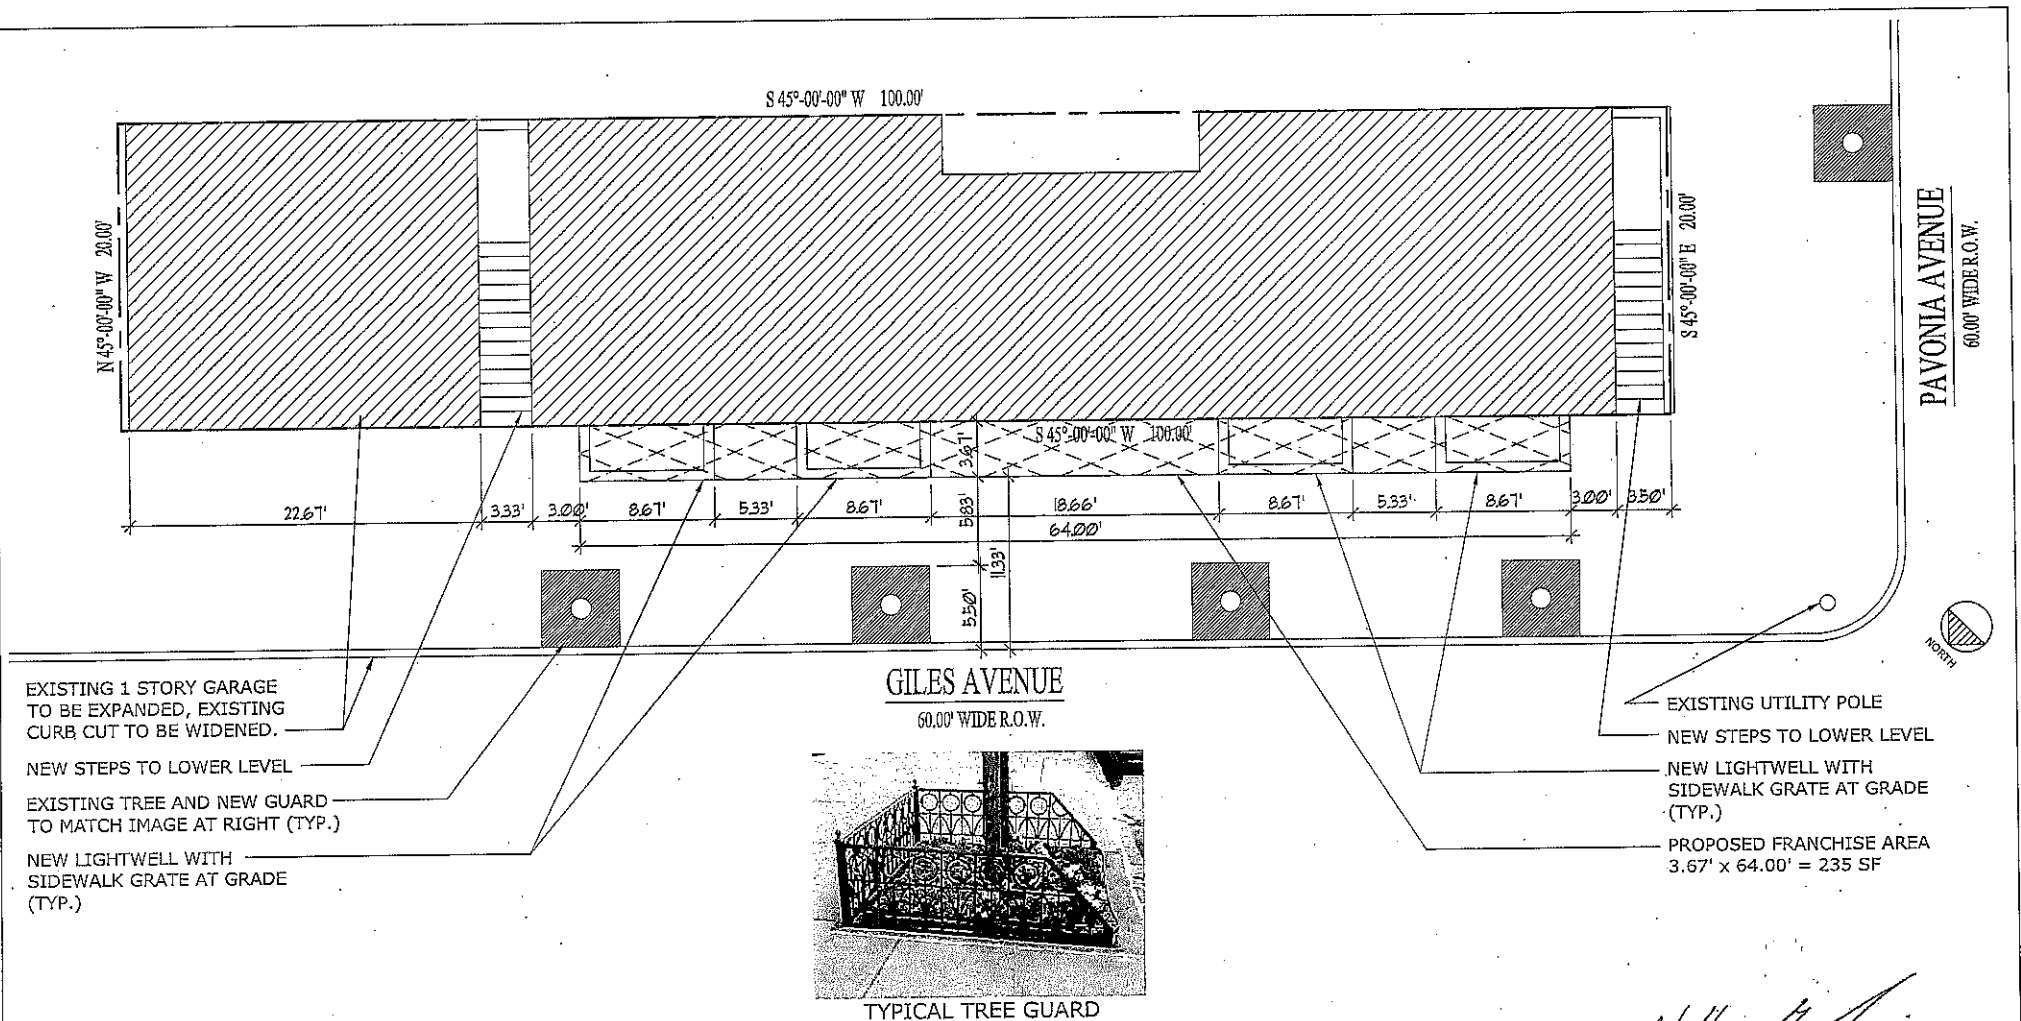 S 45°-00'-00" W 100.00'
N 45°-00'-00" W 20.00'
S 45°-00'-00" E 20.00'
PAVONIA AVENUE
60.00' WIDE R.O.W.
S 45°-00'-00" W 100.00'
3.67'
22.67' 3.33' 3.00' 8.67' 5.33' 8.67' 18.66' 8.67' 5.33' 8.67' 3.00' 3.50'
5.83'
64.00'
11.33'
5.50'
NORTH
GILES AVENUE
60.00' WIDE R.O.W.
EXISTING 1 STORY GARAGE
TO BE EXPANDED, EXISTING
CURB CUT TO BE WIDENED.
NEW STEPS TO LOWER LEVEL
EXISTING TREE AND NEW GUARD
TO MATCH IMAGE AT RIGHT (TYP.)
NEW LIGHTWELL WITH
SIDEWALK GRATE AT GRADE
(TYP.)
EXISTING UTILITY POLE
NEW STEPS TO LOWER LEVEL
NEW LIGHTWELL WITH
SIDEWALK GRATE AT GRADE
(TYP.)
PROPOSED FRANCHISE AREA
3.67' x 64.00' = 235 SF
TYPICAL TREE GUARD